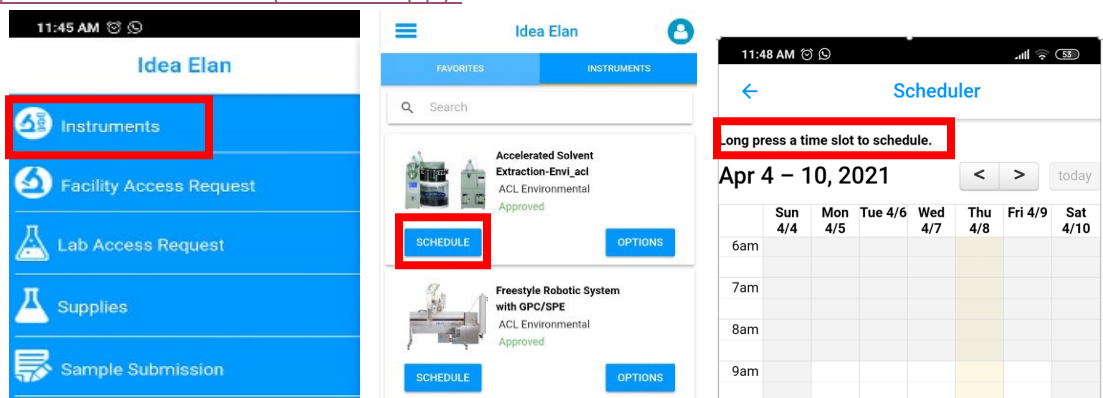 11:45 AM
Idea Elan
Instruments
Facility Access Request
Lab Access Request
Supplies
Sample Submission
Idea Elan
FAVORITES
INSTRUMENTS
Search
Accelerated Solvent
Extraction-Envi_acl
ACL Environmental
Approved
SCHEDULE
OPTIONS
Freestyle Robotic System
with GPC/SPE
ACL Environmental
Approved
SCHEDULE
OPTIONS
11:48 AM
53
Scheduler
Long press a time slot to schedule.
Apr 4 – 10, 2021
< > today
Sun 4/4
Mon 4/5
Tue 4/6
Wed 4/7
Thu 4/8
Fri 4/9
Sat 4/10
6am
7am
8am
9am